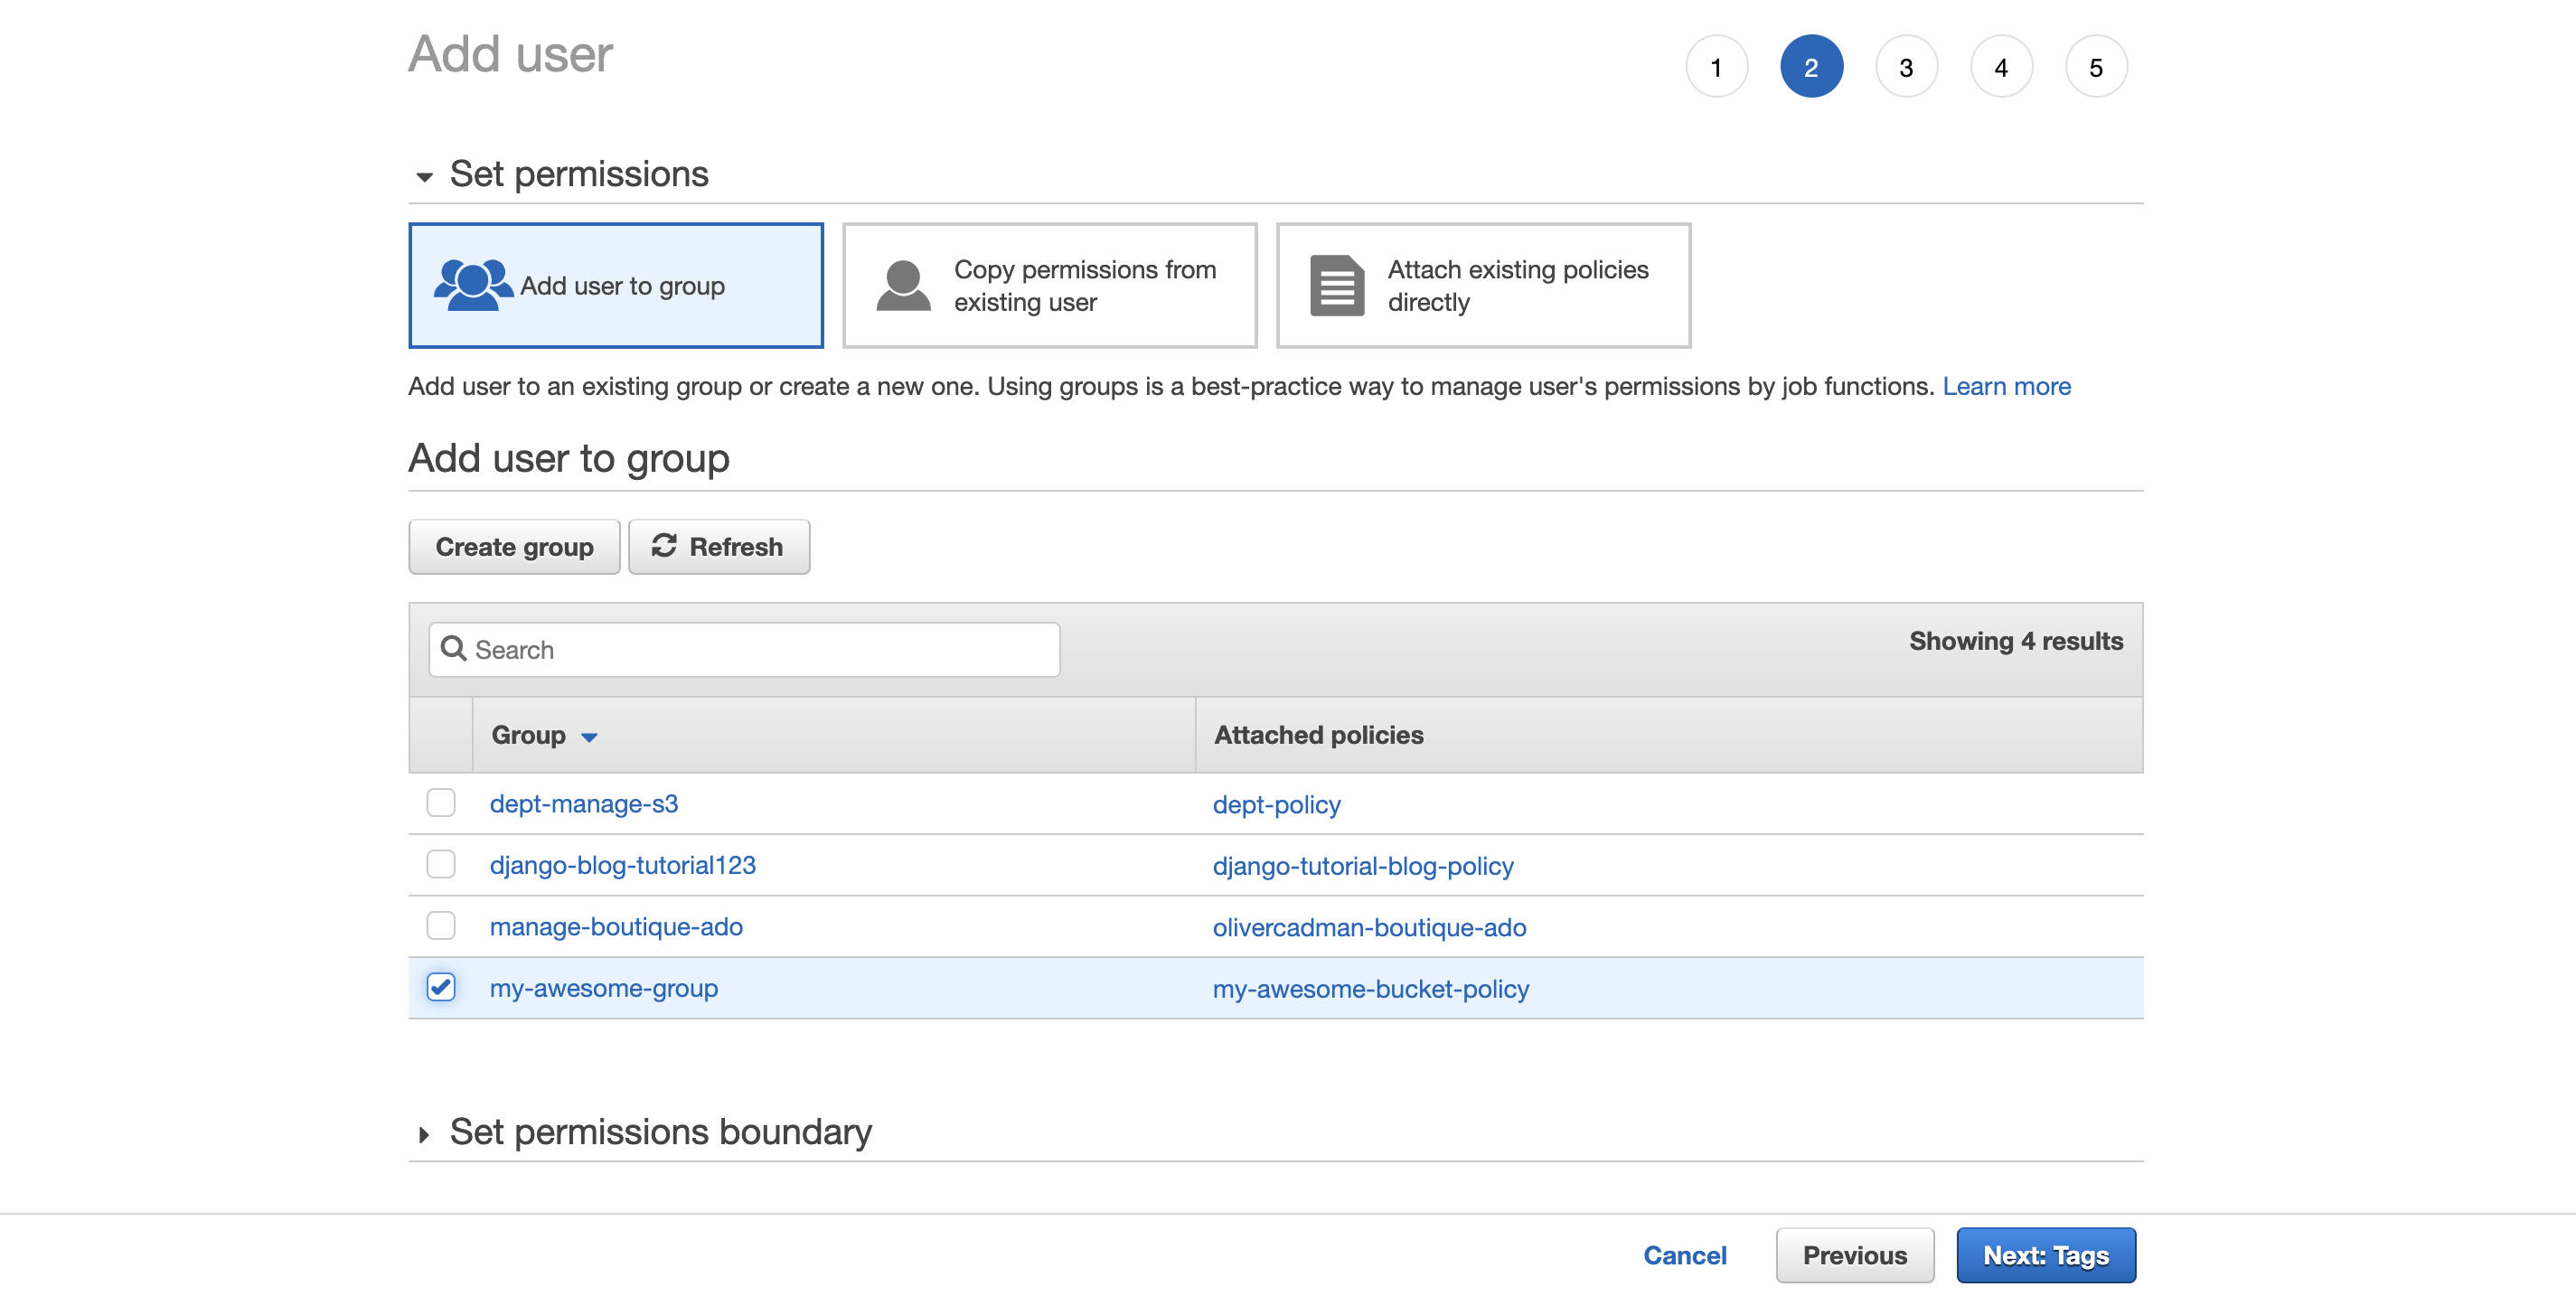 Add user
1 2 3 4 5
Set permissions
Add user to group
Copy permissions from
existing user
Attach existing policies
directly
Add user to an existing group or create a new one. Using groups is a best-practice way to manage user's permissions by job functions. Learn more
Add user to group
Create group Refresh
Search Showing 4 results
Group Attached policies
dept-manage-s3 dept-policy
django-blog-tutorial123 django-tutorial-blog-policy
manage-boutique-ado olivercadman-boutique-ado
my-awesome-group my-awesome-bucket-policy
Set permissions boundary
Cancel Previous Next: Tags